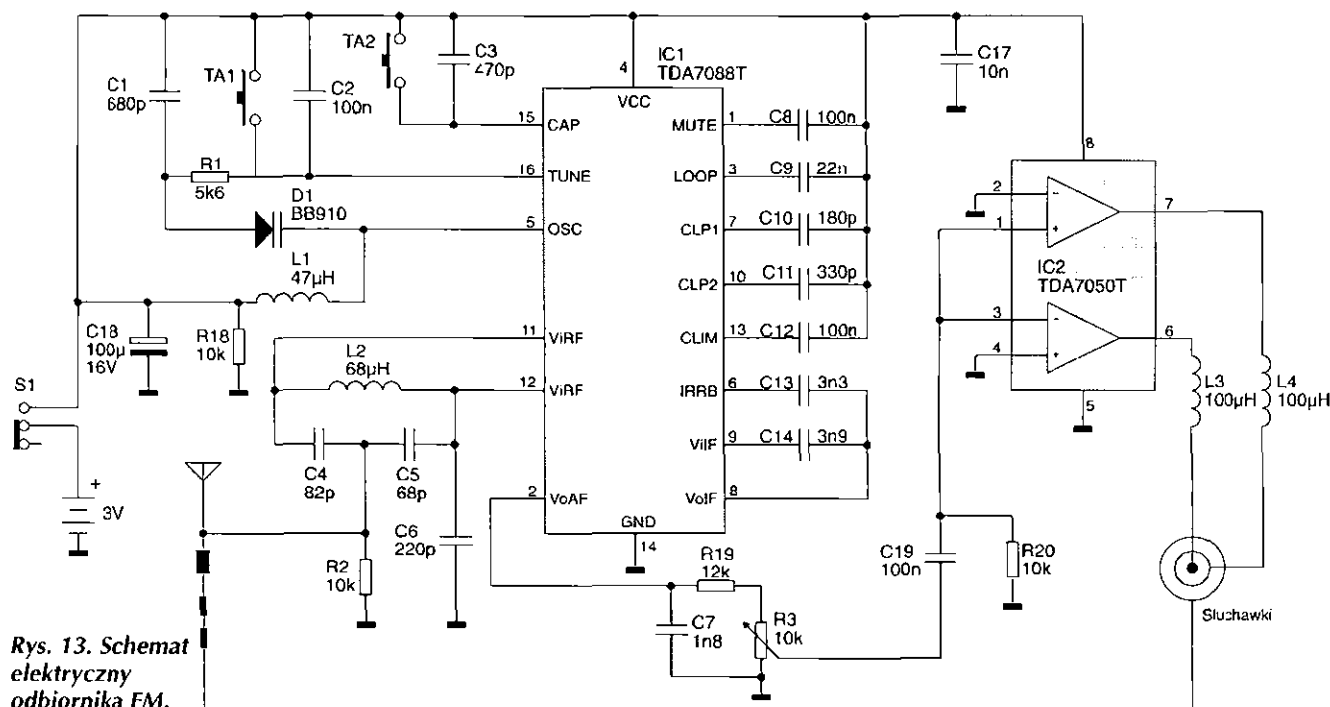 TA1
TA2
C1
680p
C2
100n
C3
470p
R1
5k6
D1
BB910
L1
47µH
C18
100µ
16V
R18
10k
S1
+
3V
L2
68µH
C4
82p
C5
68p
C6
220p
R2
10k
IC1
TDA7088T
4
VCC
15 CAP
16 TUNE
5 OSC
11 ViRF
12 ViRF
2 VoAF
GND
14
MUTE 1 C8 100n
LOOP 3 C9 22n
CLP1 7 C10 180p
CLP2 10 C11 330p
CLIM 13 C12 100n
IRRB 6 C13 3n3
ViIF 9 C14 3n9
VoIF 8
C17
10n
8
2
-
1
+
7
IC2
TDA7050T
3
-
4
+
6
5
L3
100µH
L4
100µH
R19
12k
C7
1n8
R3
10k
C19
100n
R20
10k
Słuchawki
Rys. 13. Schemat
elektryczny
odbiornika FM.